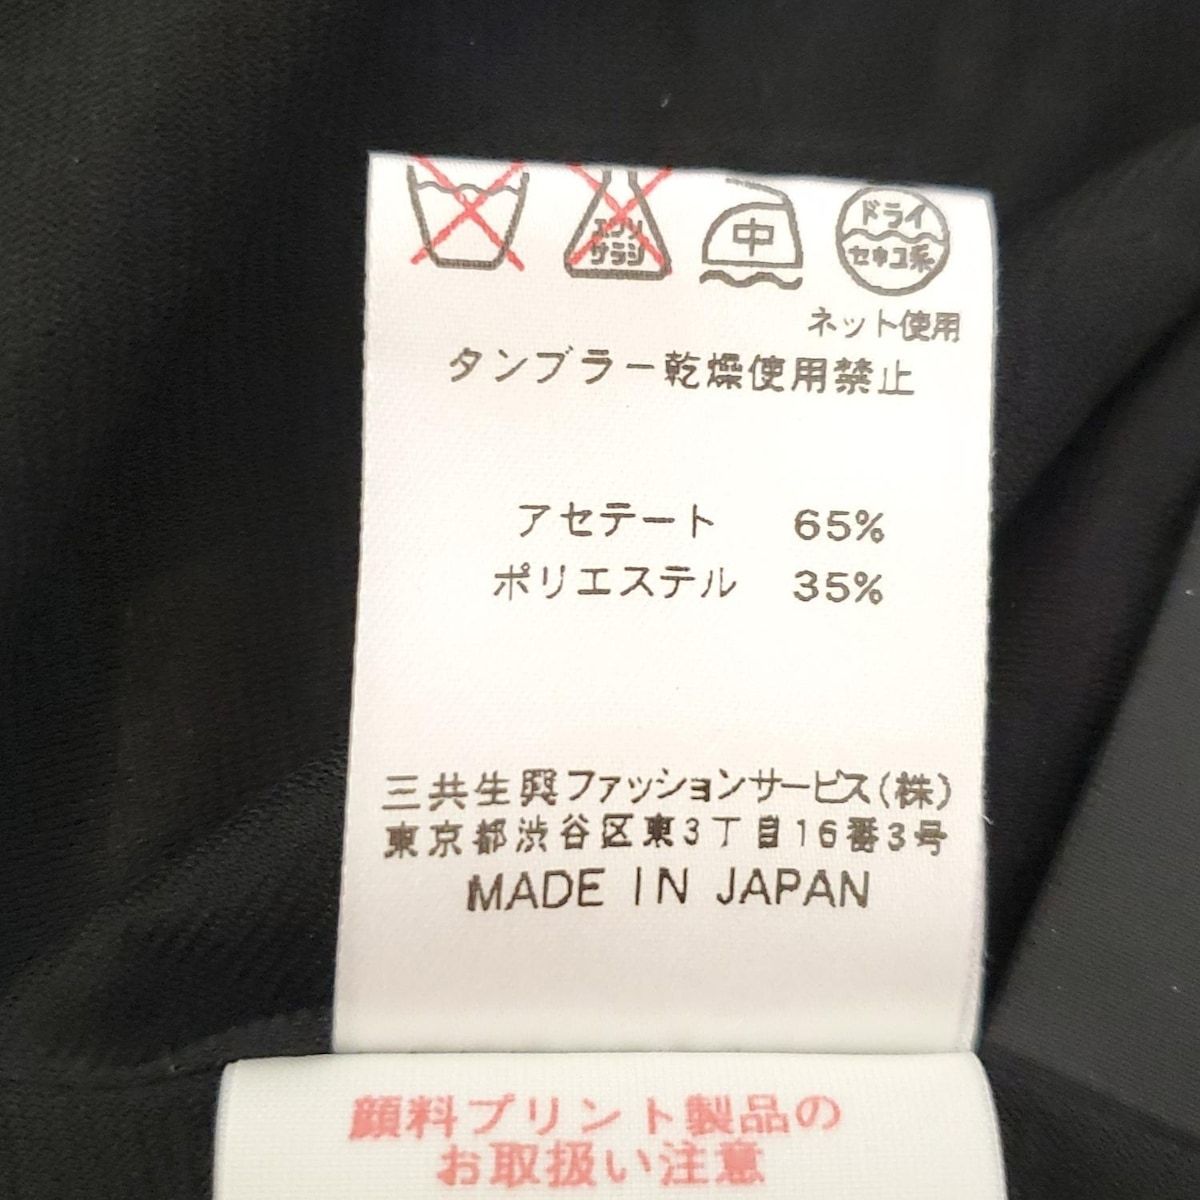 エンソ
サラシ
中
ドライ
セキユ系
ネット使用
タンブラー乾燥使用禁止
アセテート 65%
ポリエステル 35%
三共生興ファッションサービス(株)
東京都渋谷区東3丁目16番3号
MADE IN JAPAN
顔料プリント製品の
お取扱い注意